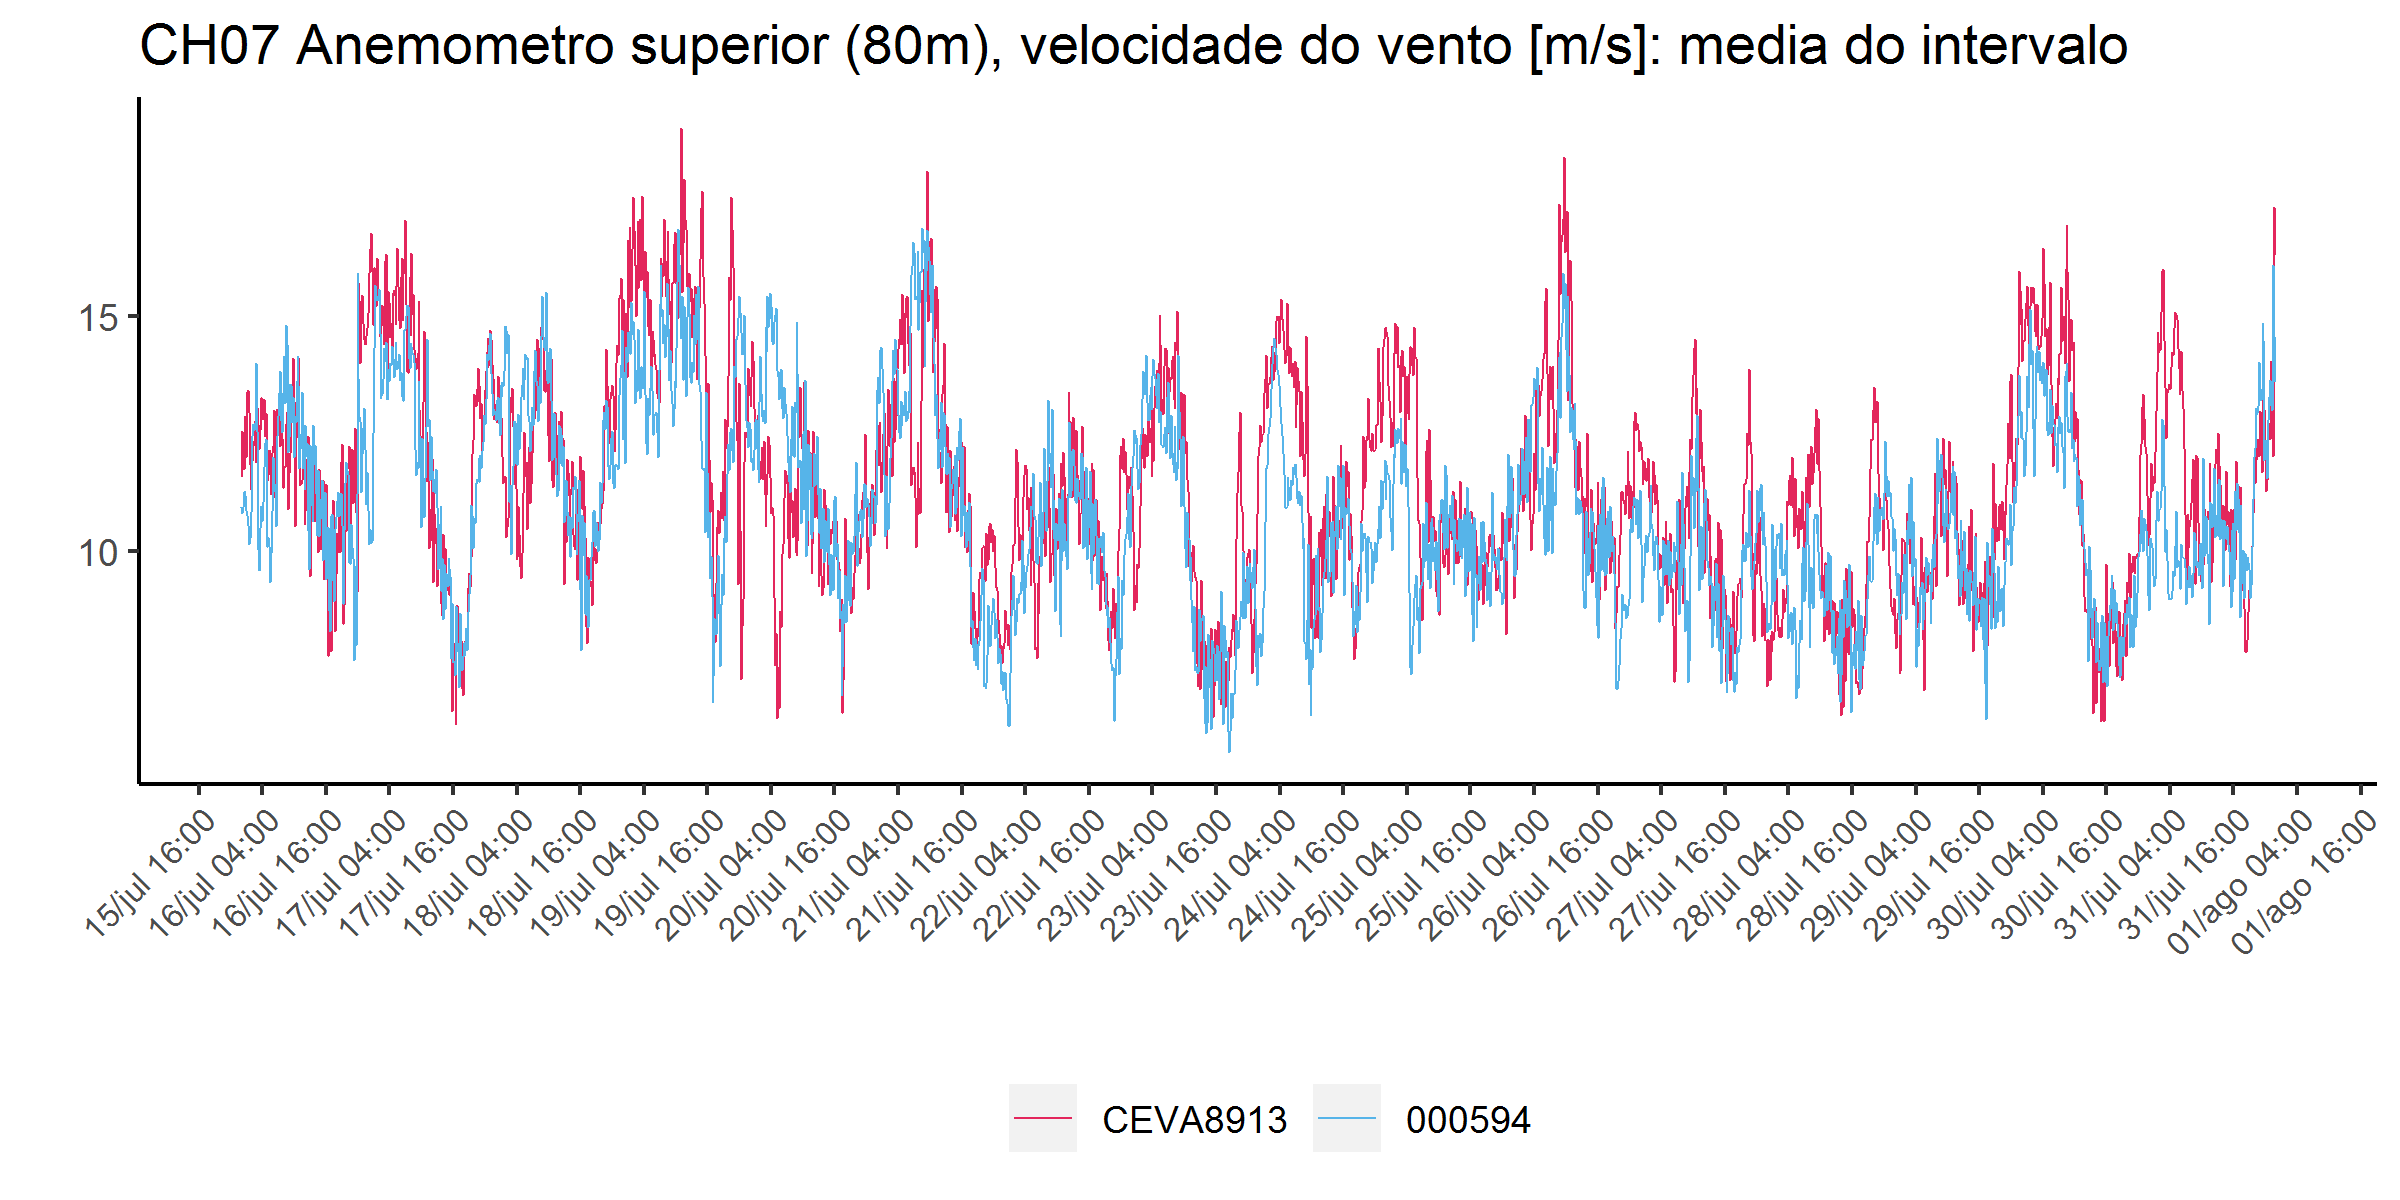 CH07 Anemometro superior (80m), velocidade do vento [m/s]: media do intervalo
15
10
15/jul 16:00
16/jul 04:00
16/jul 16:00
17/jul 04:00
17/jul 16:00
18/jul 04:00
18/jul 16:00
19/jul 04:00
19/jul 16:00
20/jul 04:00
20/jul 16:00
21/jul 04:00
21/jul 16:00
22/jul 04:00
22/jul 16:00
23/jul 04:00
23/jul 16:00
24/jul 04:00
24/jul 16:00
25/jul 04:00
25/jul 16:00
26/jul 04:00
26/jul 16:00
27/jul 04:00
27/jul 16:00
28/jul 04:00
28/jul 16:00
29/jul 04:00
29/jul 16:00
30/jul 04:00
30/jul 16:00
31/jul 04:00
31/jul 16:00
01/ago 04:00
01/ago 16:00
CEVA8913
000594